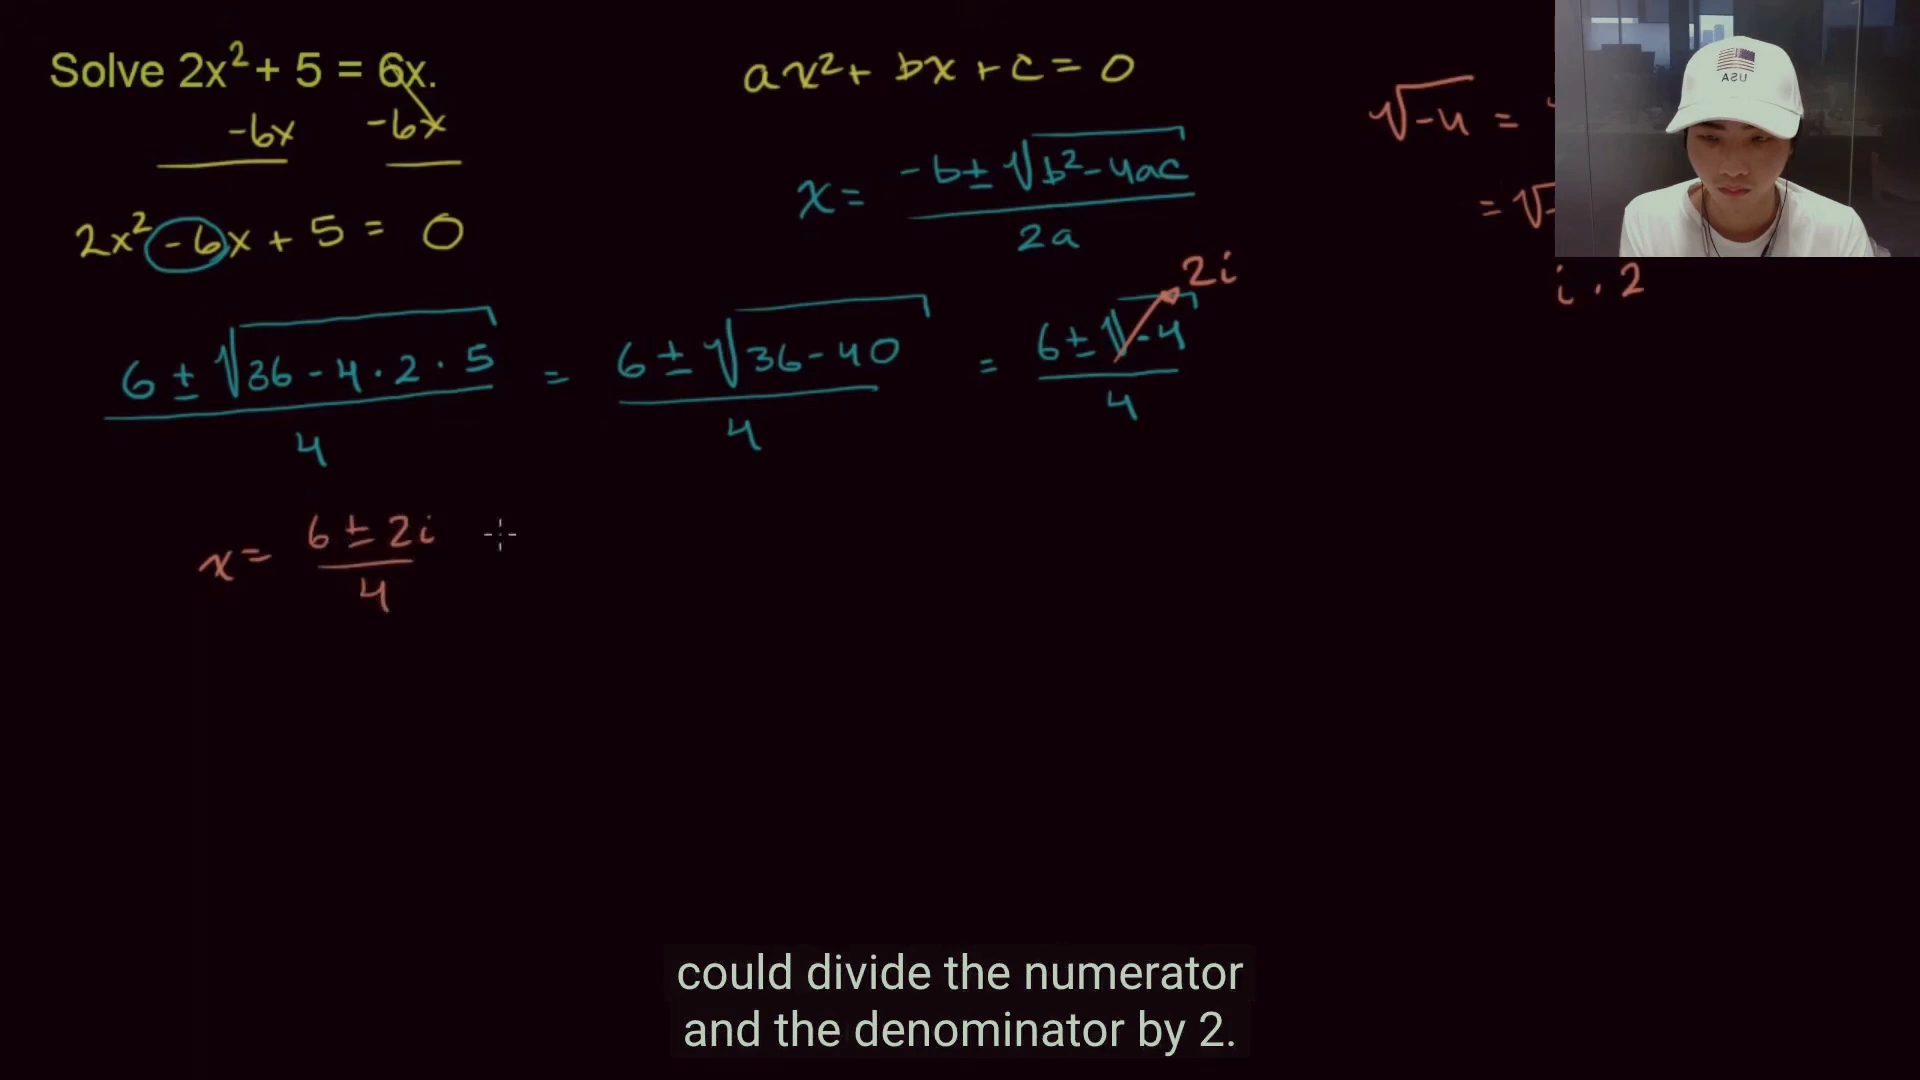 Solve 2x² + 5 = 6x.
-6x -6x
2x² - 6x + 5 = 0
ax² + bx + c = 0
x = -b ± √b² - 4ac
2a
√-4 =
= √-
i · 2
USA
2i
6 ± √36 - 4 · 2 · 5 = 6 ± √36 - 40 = 6 ± √-4
4 4 4
x = 6 ± 2i
4
could divide the numerator
and the denominator by 2.